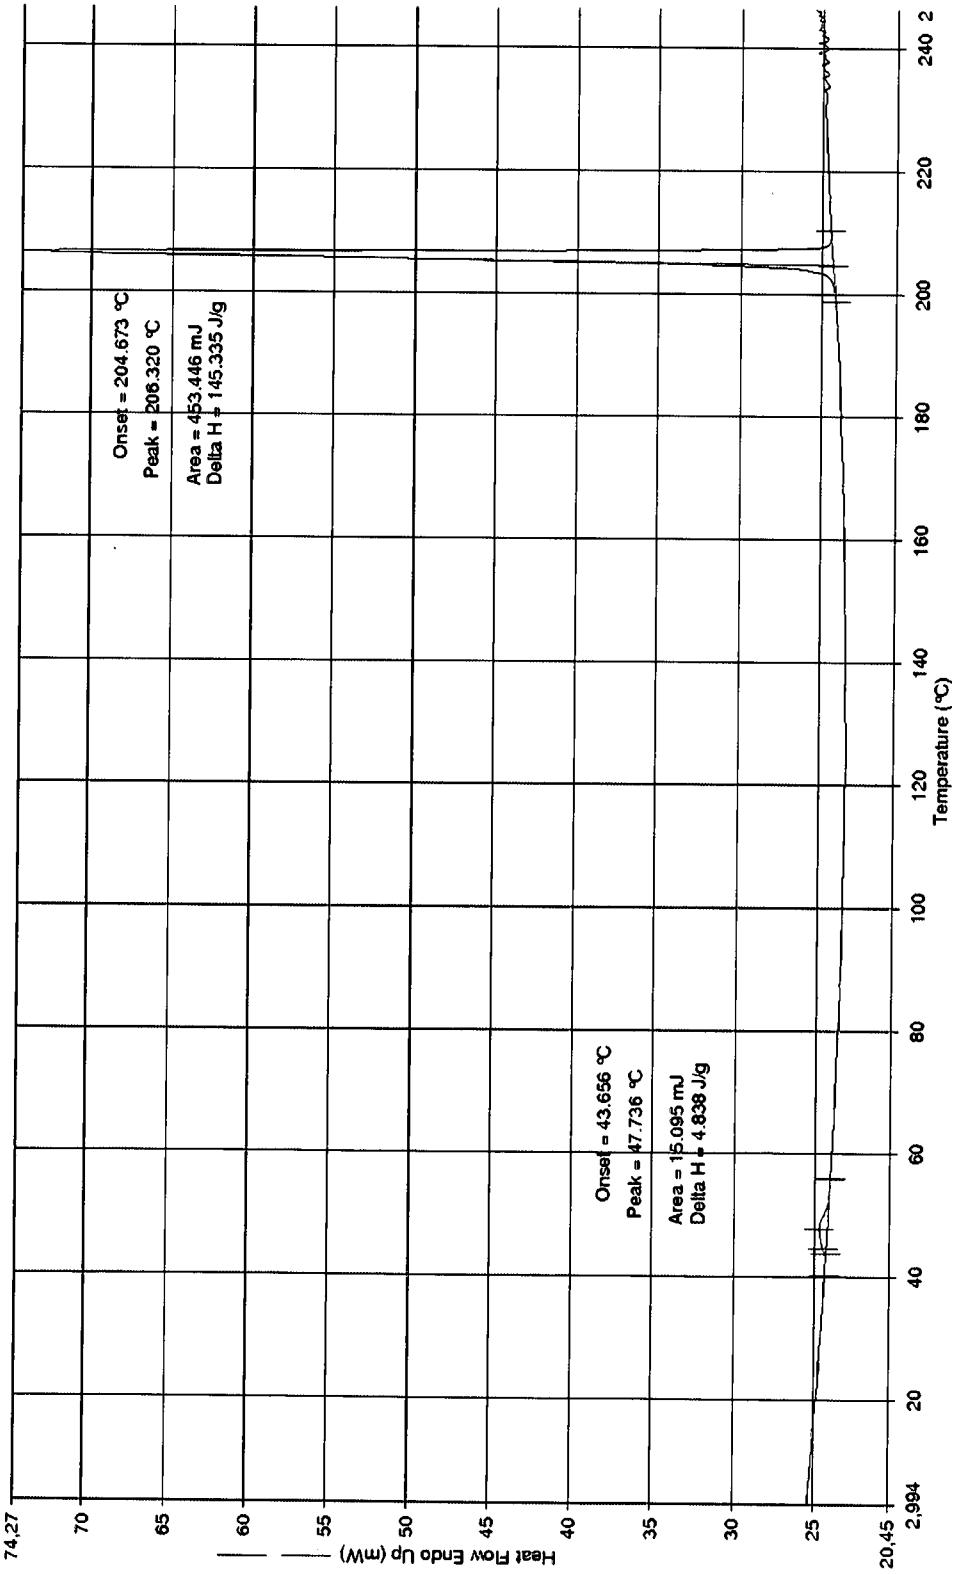 74,27
70
65
60
55
50
45
40
35
30
25
20,45
Heat Flow Endo Up (mW)
Onset = 204.673 °C
Peak = 206.320 °C
Area = 453.446 mJ
Delta H = 145.335 J/g
Onset = 43.656 °C
Peak = 47.736 °C
Area = 15.095 mJ
Delta H = 4.838 J/g
2,994
20
40
60
80
100
120
140
160
180
200
220
240
2
Temperature (°C)